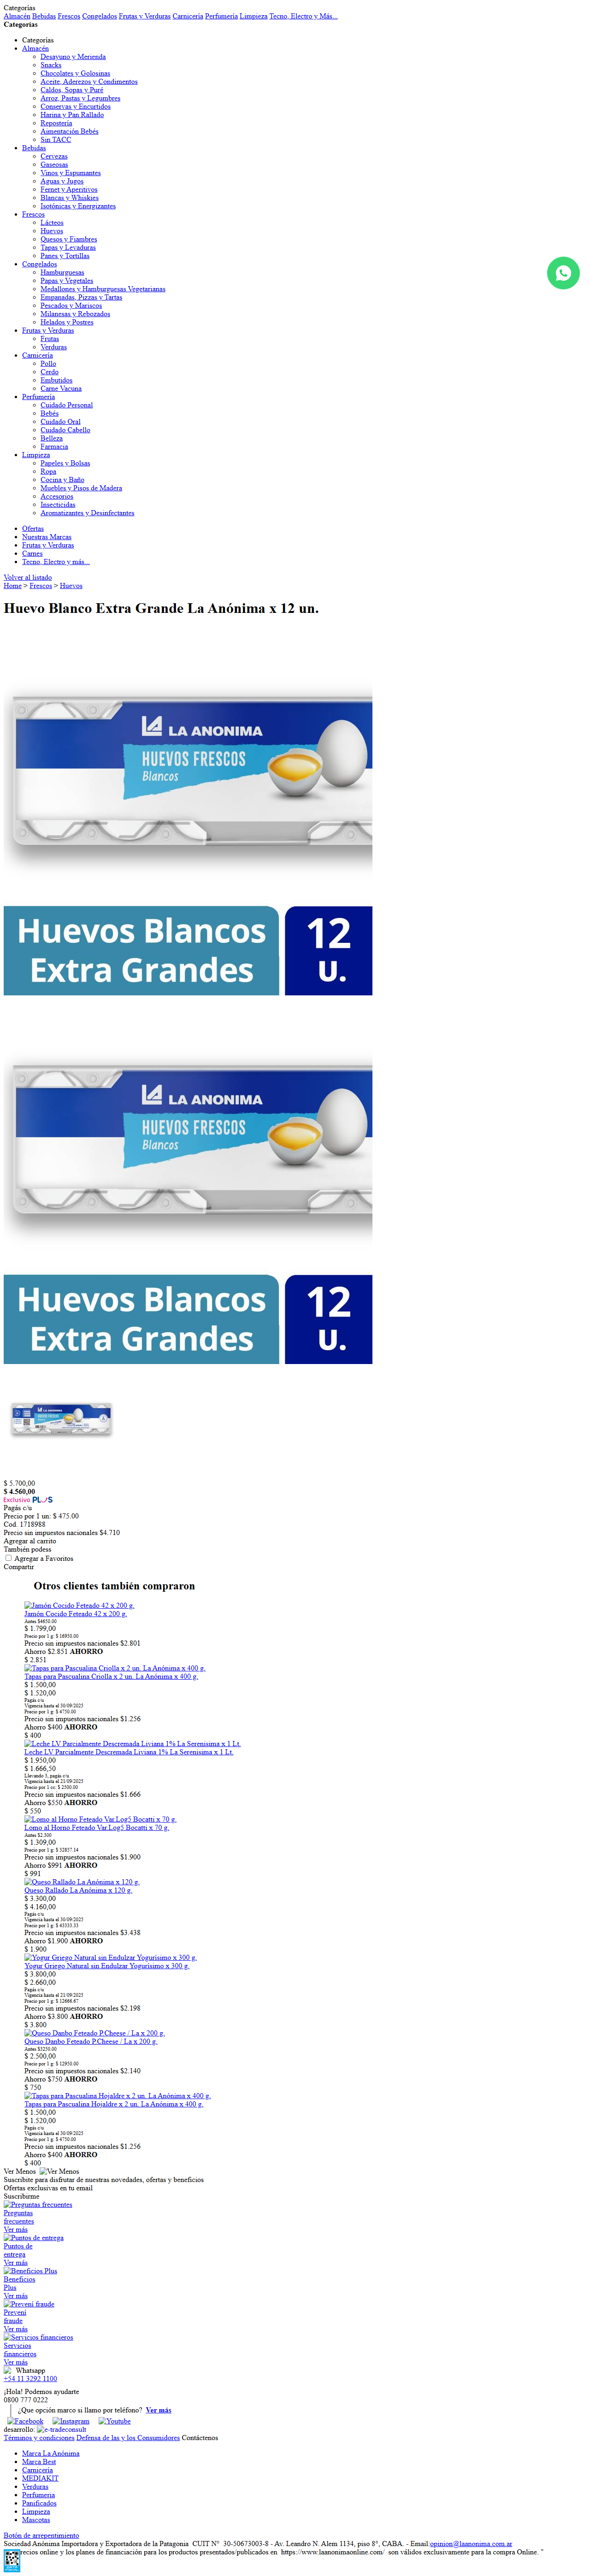 Categorías
Almacén Bebidas Frescos Congelados Frutas y Verduras Carnicería Perfumería Limpieza Tecno, Electro y Más...
Categorías
Categorías
Almacén
Desayuno y Merienda
Snacks
Chocolates y Golosinas
Aceite, Aderezos y Condimentos
Caldos, Sopas y Puré
Arroz, Pastas y Legumbres
Conservas y Encurtidos
Harina y Pan Rallado
Repostería
Aimentación Bebés
Sin TACC
Bebidas
Cervezas
Gaseosas
Vinos y Espumantes
Aguas y Jugos
Fernet y Aperitivos
Blancas y Whiskies
Isotónicas y Energizantes
Frescos
Lácteos
Huevos
Quesos y Fiambres
Tapas y Levaduras
Panes y Tortillas
Congelados
Hamburguesas
Papas y Vegetales
Medallones y Hamburguesas Vegetarianas
Empanadas, Pizzas y Tartas
Pescados y Mariscos
Milanesas y Rebozados
Helados y Postres
Frutas y Verduras
Frutas
Verduras
Carnicería
Pollo
Cerdo
Embutidos
Carne Vacuna
Perfumería
Cuidado Personal
Bebés
Cuidado Oral
Cuidado Cabello
Belleza
Farmacia
Limpieza
Papeles y Bolsas
Ropa
Cocina y Baño
Muebles y Pisos de Madera
Accesorios
Insecticidas
Aromatizantes y Desinfectantes
Ofertas
Nuestras Marcas
Frutas y Verduras
Carnes
Tecno, Electro y más...
Volver al listado
Home > Frescos > Huevos
Huevo Blanco Extra Grande La Anónima x 12 un.
LA ANONIMA
HUEVOS FRESCOS
Blancos
Huevos Blancos
Extra Grandes
12
u.
LA ANONIMA
HUEVOS FRESCOS
Blancos
Huevos Blancos
Extra Grandes
12
u.
$ 5.700,00
$ 4.560,00
Exclusivo PLUS
Pagás c/u
Precio por 1 un: $ 475.00
Cod. 1718988
Precio sin impuestos nacionales $4.710
Agregar al carrito
También podess
Agregar a Favoritos
Compartir
Otros clientes también compraron
Jamón Cocido Feteado 42 x 200 g.
Jamón Cocido Feteado 42 x 200 g.
Antes $4650.00
$ 1.799,00
Precio por 1 g: $ 16950.00
Precio sin impuestos nacionales $2.801
Ahorro $2.851 AHORRO
$ 2.851
Tapas para Pascualina Criolla x 2 un. La Anónima x 400 g.
Tapas para Pascualina Criolla x 2 un. La Anónima x 400 g.
$ 1.500,00
$ 1.520,00
Pagás c/u
Vigencia hasta el 30/09/2025
Precio por 1 g: $ 4750.00
Precio sin impuestos nacionales $1.256
Ahorro $400 AHORRO
$ 400
Leche LV Parcialmente Descremada Liviana 1% La Serenisima x 1 Lt.
Leche LV Parcialmente Descremada Liviana 1% La Serenisima x 1 Lt.
$ 1.950,00
$ 1.666,50
Llevando 3, pagás c/u
Vigencia hasta el 21/09/2025
Precio por 1 cc: $ 2500.00
Precio sin impuestos nacionales $1.666
Ahorro $550 AHORRO
$ 550
Lomo al Horno Feteado Var.Log5 Bocatti x 70 g.
Lomo al Horno Feteado Var.Log5 Bocatti x 70 g.
Antes $2.300
$ 1.309,00
Precio por 1 g: $ 32857,14
Precio sin impuestos nacionales $1.900
Ahorro $991 AHORRO
$ 991
Queso Rallado La Anónima x 120 g.
Queso Rallado La Anónima x 120 g.
$ 3.300,00
$ 4.160,00
Pagás c/u
Vigencia hasta el 30/09/2025
Precio por 1 g: $ 43333.33
Precio sin impuestos nacionales $3.438
Ahorro $1.900 AHORRO
$ 1.900
Yogur Griego Natural sin Endulzar Yogurísimo x 300 g.
Yogur Griego Natural sin Endulzar Yogurísimo x 300 g.
$ 3.800,00
$ 2.660,00
Pagás c/u
Vigencia hasta el 21/09/2025
Precio por 1 g: $ 12666.67
Precio sin impuestos nacionales $2.198
Ahorro $3.800 AHORRO
$ 3.800
Queso Danbo Feteado P.Cheese / La x 200 g.
Queso Danbo Feteado P.Cheese / La x 200 g.
Antes $3250.00
$ 2.500,00
Precio por 1 g: $ 12950.00
Precio sin impuestos nacionales $2.140
Ahorro $750 AHORRO
$ 750
Tapas para Pascualina Hojaldre x 2 un. La Anónima x 400 g.
Tapas para Pascualina Hojaldre x 2 un. La Anónima x 400 g.
$ 1.500,00
$ 1.520,00
Pagás c/u
Vigencia hasta el 30/09/2025
Precio por 1 g: $ 4750.00
Precio sin impuestos nacionales $1.256
Ahorro $400 AHORRO
$ 400
Ver Menos Ver Menos
Suscribite para disfrutar de nuestras novedades, ofertas y beneficios
Ofertas exclusivas en tu email
Suscribirme
Preguntas frecuentes
Preguntas
frecuentes
Ver más
Puntos de entrega
Puntos de
entrega
Ver más
Beneficios Plus
Beneficios
Plus
Ver más
Prevení fraude
Prevení
fraude
Ver más
Servicios financieros
Servicios
financieros
Ver más
Whatsapp
+54 11 3292 1100
¡Hola! Podemos ayudarte
0800 777 0222
¿Que opción marco si llamo por teléfono? Ver más
Facebook Instagram Youtube
desarrollo: e-tradeconsult
Términos y condiciones Defensa de las y los Consumidores Contáctenos
Marca La Anónima
Marca Best
Carnicería
MEDIAKIT
Verduras
Perfumería
Panificados
Limpieza
Mascotas
Botón de arrepentimiento
Sociedad Anónima Importadora y Exportadora de la Patagonia CUIT N° 30-50673003-8 - Av. Leandro N. Alem 1134, piso 8°, CABA. - Email:opinion@laanonima.com.ar
recios online y los planes de financiación para los productos presentados/publicados en https://www.laanonimaonline.com/ son válidos exclusivamente para la compra Online. "